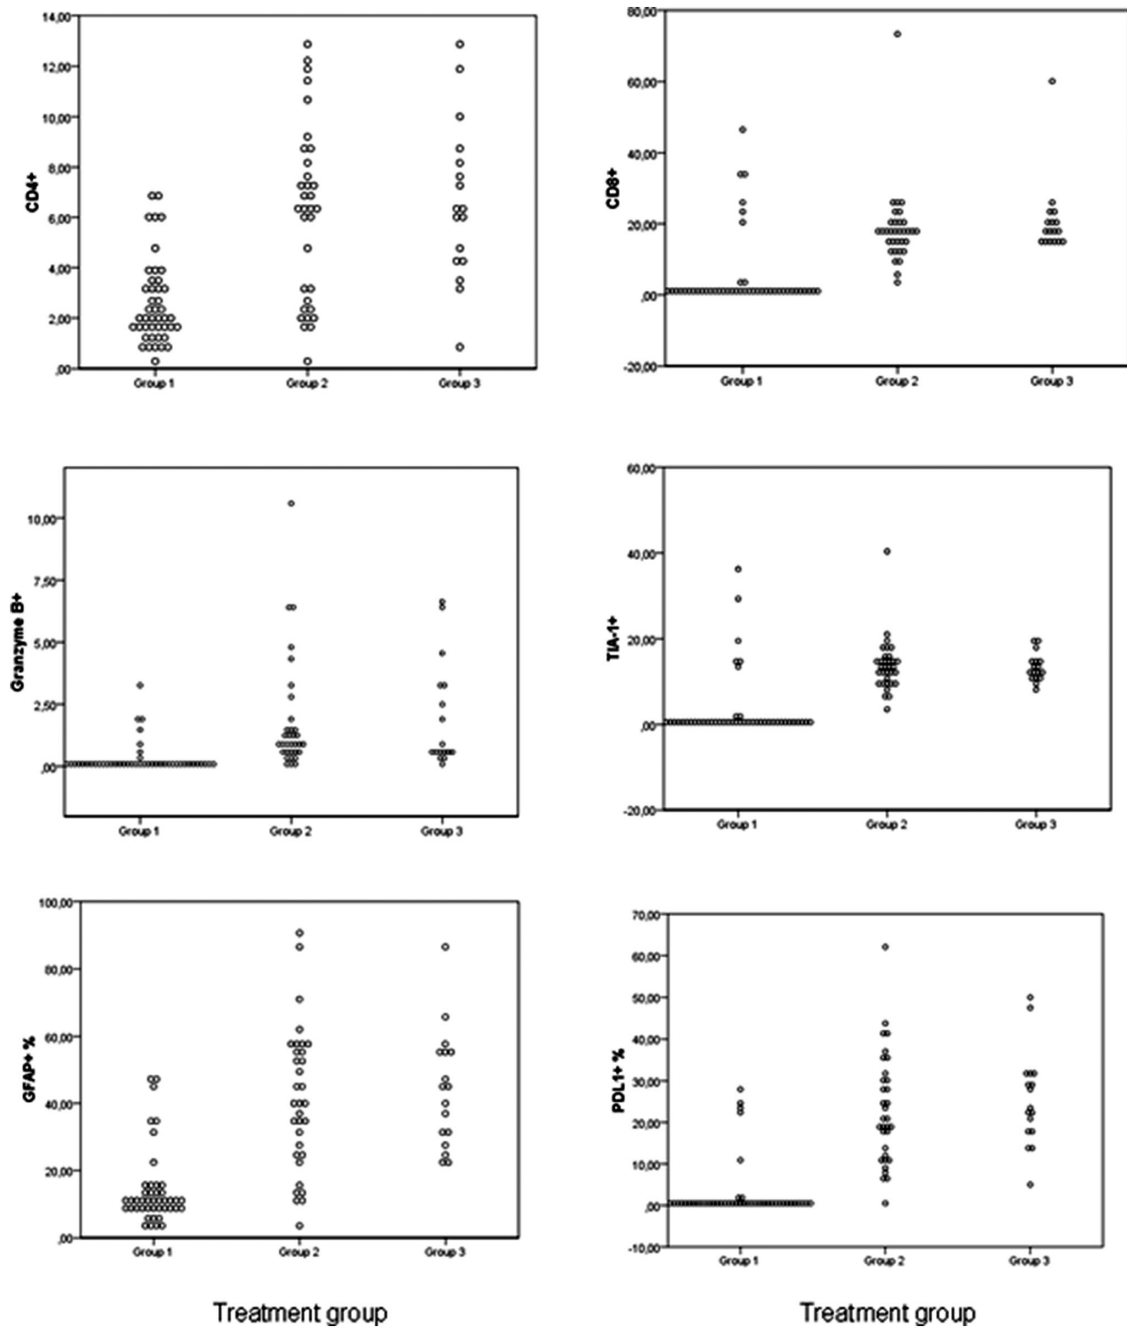 14,00
12,00
10,00
8,00
6,00
4,00
2,00
,00
CD4+
Group 1 Group 2 Group 3
80,00
60,00
40,00
20,00
,00
-20,00
CD8+
Group 1 Group 2 Group 3
10,00
7,50
5,00
2,50
,00
Granzyme B+
Group 1 Group 2 Group 3
60,00
40,00
20,00
,00
-20,00
TIA-1+
Group 1 Group 2 Group 3
100,00
80,00
60,00
40,00
20,00
,00
GFAP+ %
Group 1 Group 2 Group 3
Treatment group
70,00
60,00
50,00
40,00
30,00
20,00
10,00
,00
-10,00
PDL1+ %
Group 1 Group 2 Group 3
Treatment group